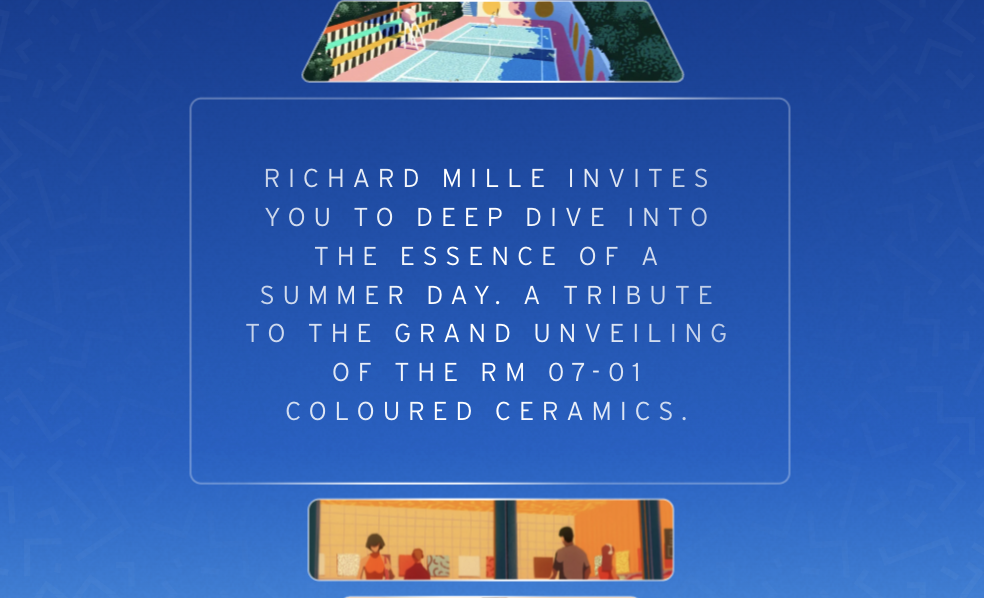 RICHARD MILLE INVITES
YOU TO DEEP DIVE INTO
THE ESSENCE OF A
SUMMER DAY. A TRIBUTE
TO THE GRAND UNVEILING
OF THE RM 07-01
COLOURED CERAMICS.